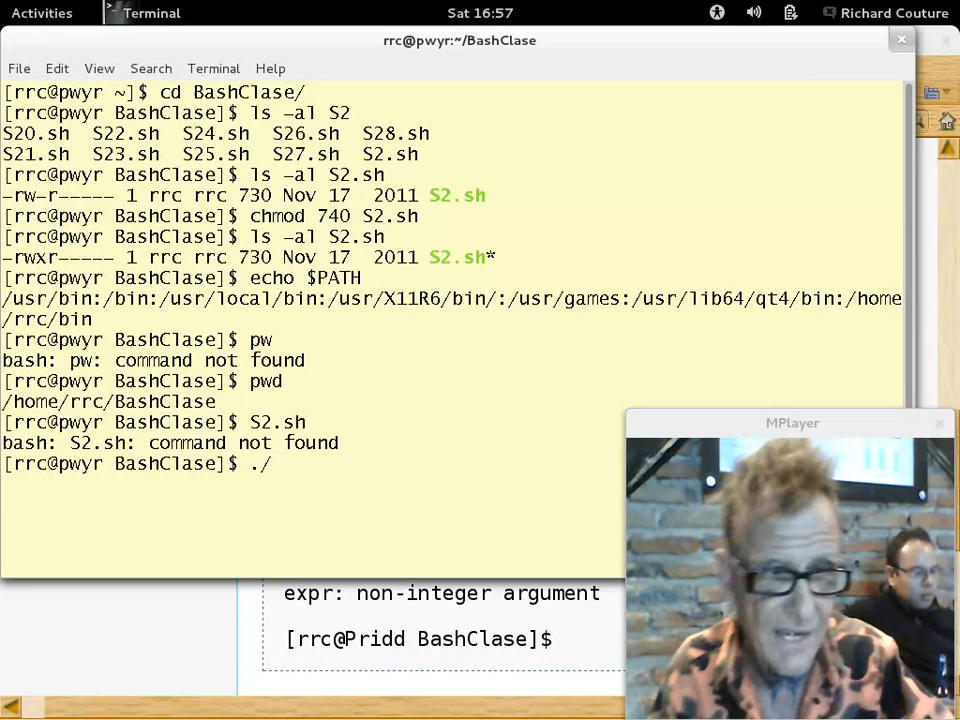 Activities Terminal Sat 16:57 Richard Couture
rrc@pwyr:~/BashClase
File Edit View Search Terminal Help
[rrc@pwyr ~]$ cd BashClase/
[rrc@pwyr BashClase]$ ls -al S2
S20.sh S22.sh S24.sh S26.sh S28.sh
S21.sh S23.sh S25.sh S27.sh S2.sh
[rrc@pwyr BashClase]$ ls -al S2.sh
-rw-r----- 1 rrc rrc 730 Nov 17 2011 S2.sh
[rrc@pwyr BashClase]$ chmod 740 S2.sh
[rrc@pwyr BashClase]$ ls -al S2.sh
-rwxr----- 1 rrc rrc 730 Nov 17 2011 S2.sh*
[rrc@pwyr BashClase]$ echo $PATH
/usr/bin:/bin:/usr/local/bin:/usr/X11R6/bin/:/usr/games:/usr/lib64/qt4/bin:/home
/rrc/bin
[rrc@pwyr BashClase]$ pw
bash: pw: command not found
[rrc@pwyr BashClase]$ pwd
/home/rrc/BashClase
[rrc@pwyr BashClase]$ S2.sh
bash: S2.sh: command not found
[rrc@pwyr BashClase]$ ./
MPlayer
expr: non-integer argument
[rrc@Pridd BashClase]$